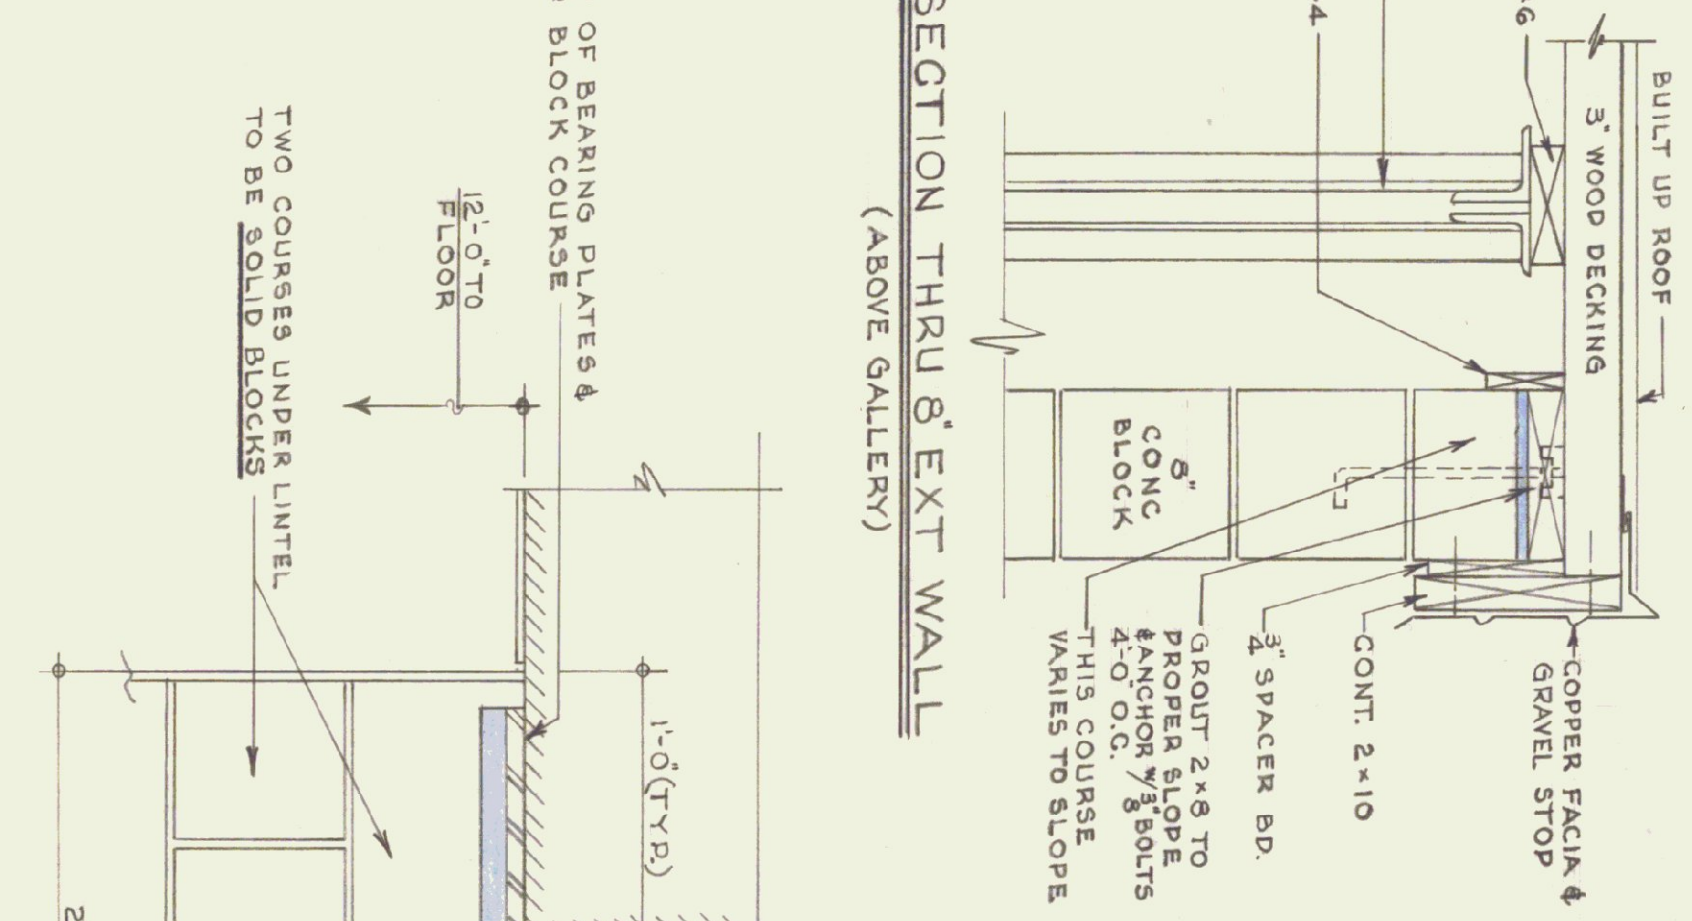 BUILT UP ROOF
3" WOOD DECKING
COPPER FACIA &
GRAVEL STOP
CONT. 2×10
3/4" SPACER BD.
GROUT 2×8 TO
PROPER SLOPE
& ANCHOR W/ 3/8" BOLTS
4'-0" O.C.
THIS COURSE
VARIES TO SLOPE
8"
CONC
BLOCK
6
4
SECTION THRU 8" EXT WALL
(ABOVE GALLERY)
OF BEARING PLATES &
BLOCK COURSE
12'-0" TO
FLOOR
1'-0" (TYP.)
TWO COURSES UNDER LINTEL
TO BE SOLID BLOCKS
2